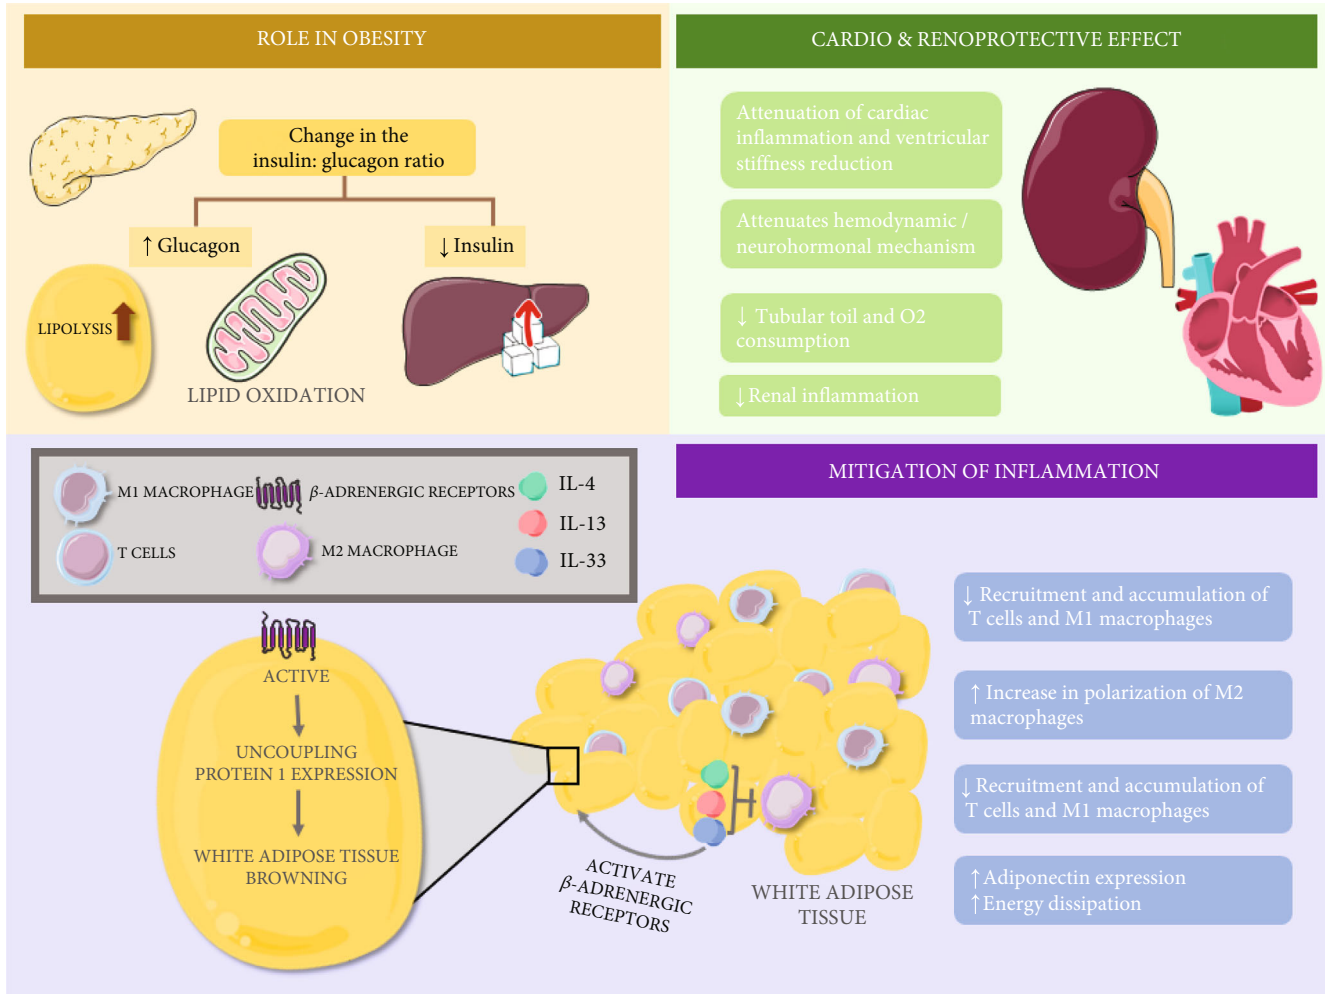 ROLE IN OBESITY
Change in the
insulin: glucagon ratio
↑ Glucagon
↓ Insulin
LIPOLYSIS
LIPID OXIDATION
CARDIO & RENOPROTECTIVE EFFECT
Attenuation of cardiac
inflammation and ventricular
stiffness reduction
Attenuates hemodynamic /
neurohormonal mechanism
↓ Tubular toil and O2
consumption
↓ Renal inflammation
M1 MACROPHAGE
β-ADRENERGIC RECEPTORS
IL-4
IL-13
T CELLS
M2 MACROPHAGE
IL-33
MITIGATION OF INFLAMMATION
ACTIVE
UNCOUPLING
PROTEIN 1 EXPRESSION
WHITE ADIPOSE TISSUE
BROWNING
ACTIVATE
β-ADRENERGIC
RECEPTORS
WHITE ADIPOSE
TISSUE
↓ Recruitment and accumulation of
T cells and M1 macrophages
↑ Increase in polarization of M2
macrophages
↓ Recruitment and accumulation of
T cells and M1 macrophages
↑ Adiponectin expression
↑ Energy dissipation